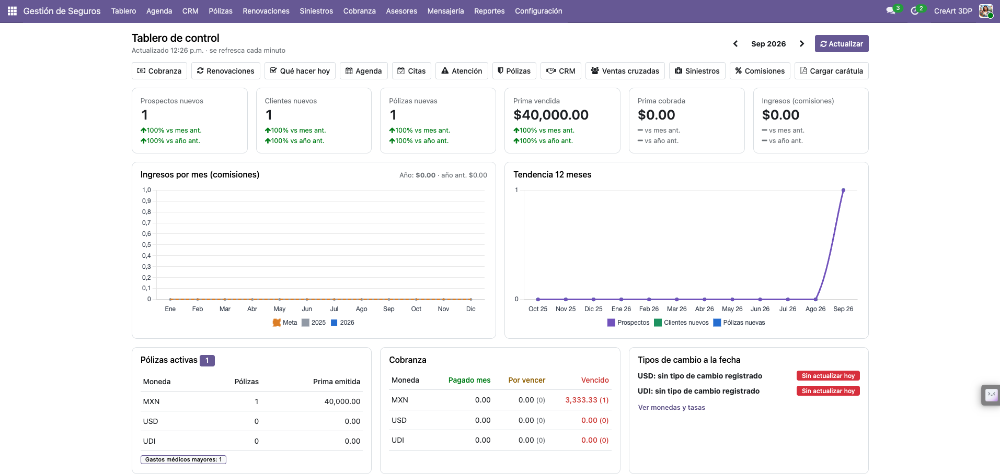 Gestión de Seguros Tablero Agenda CRM Pólizas Renovaciones Siniestros Cobranza Asesores Mensajería Reportes Configuración 3 2 CreArt 3DP
Tablero de control
Actualizado 12:26 p.m. · se refresca cada minuto
Sep 2026 Actualizar
Cobranza Renovaciones Qué hacer hoy Agenda Citas Atención Pólizas CRM Ventas cruzadas Siniestros Comisiones Cargar carátula
Prospectos nuevos
1
100% vs mes ant.
100% vs año ant.
Clientes nuevos
1
100% vs mes ant.
100% vs año ant.
Pólizas nuevas
1
100% vs mes ant.
100% vs año ant.
Prima vendida
$40,000.00
100% vs mes ant.
100% vs año ant.
Prima cobrada
$0.00
vs mes ant.
vs año ant.
Ingresos (comisiones)
$0.00
vs mes ant.
vs año ant.
Ingresos por mes (comisiones) Año: $0.00 · año ant. $0.00
1,0
0,9
0,8
0,7
0,6
0,5
0,4
0,3
0,2
0,1
0
Ene Feb Mar Abr May Jun Jul Ago Sep Oct Nov Dic
Meta 2025 2026
Tendencia 12 meses
1
0
Oct 25 Nov 25 Dic 25 Ene 26 Feb 26 Mar 26 Abr 26 May 26 Jun 26 Jul 26 Ago 26 Sep 26
Prospectos Clientes nuevos Pólizas nuevas
Pólizas activas 1
Moneda Pólizas Prima emitida
MXN 1 40,000.00
USD 0 0.00
UDI 0 0.00
Gastos médicos mayores: 1
Cobranza
Moneda Pagado mes Por vencer Vencido
MXN 0.00 0.00 (0) 3,333.33 (1)
USD 0.00 0.00 (0) 0.00 (0)
UDI 0.00 0.00 (0) 0.00 (0)
Tipos de cambio a la fecha
USD: sin tipo de cambio registrado Sin actualizar hoy
UDI: sin tipo de cambio registrado Sin actualizar hoy
Ver monedas y tasas